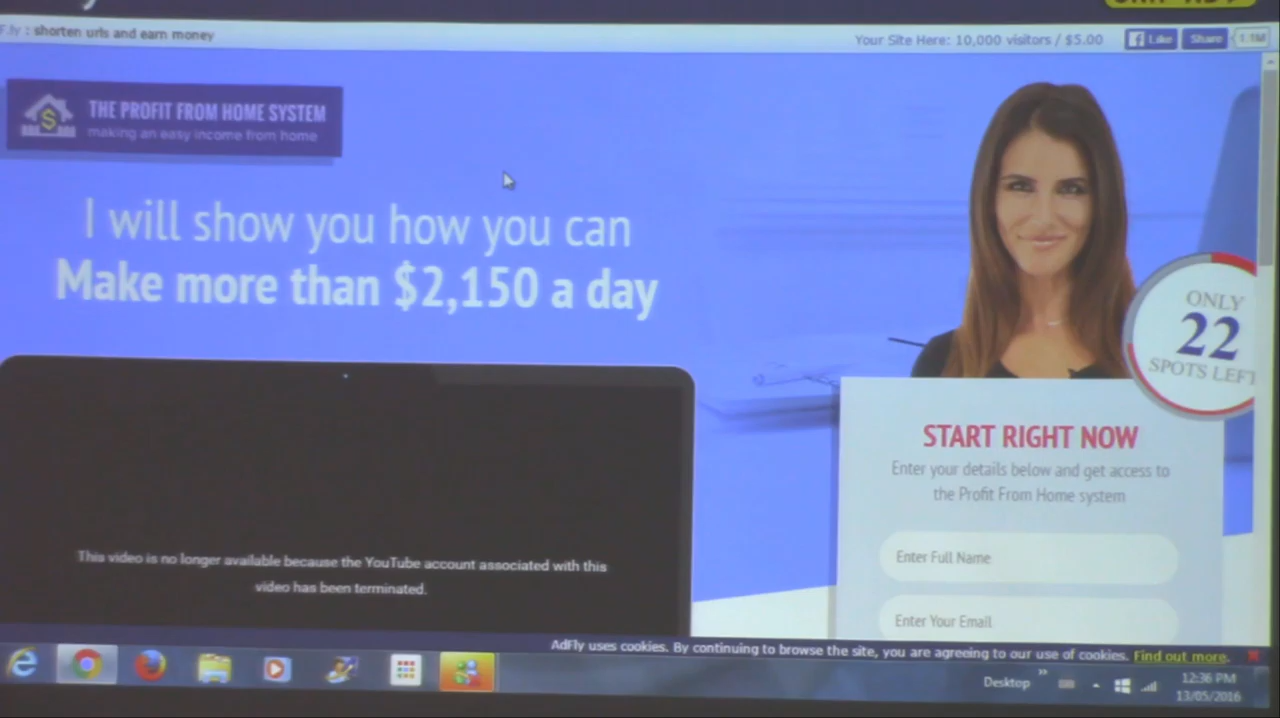 .ly : shorten urls and earn money
Your Site Here: 10,000 visitors / $5.00
Like
Share
1.1M
THE PROFIT FROM HOME SYSTEM
making an easy income from home
I will show you how you can
Make more than $2,150 a day
ONLY
22
SPOTS LEFT
START RIGHT NOW
Enter your details below and get access to
the Profit From Home system
Enter Full Name
Enter Your Email
This video is no longer available because the YouTube account associated with this
video has been terminated.
AdFly uses cookies. By continuing to browse the site, you are agreeing to our use of cookies. Find out more.
Desktop
12:36 PM
13/05/2016